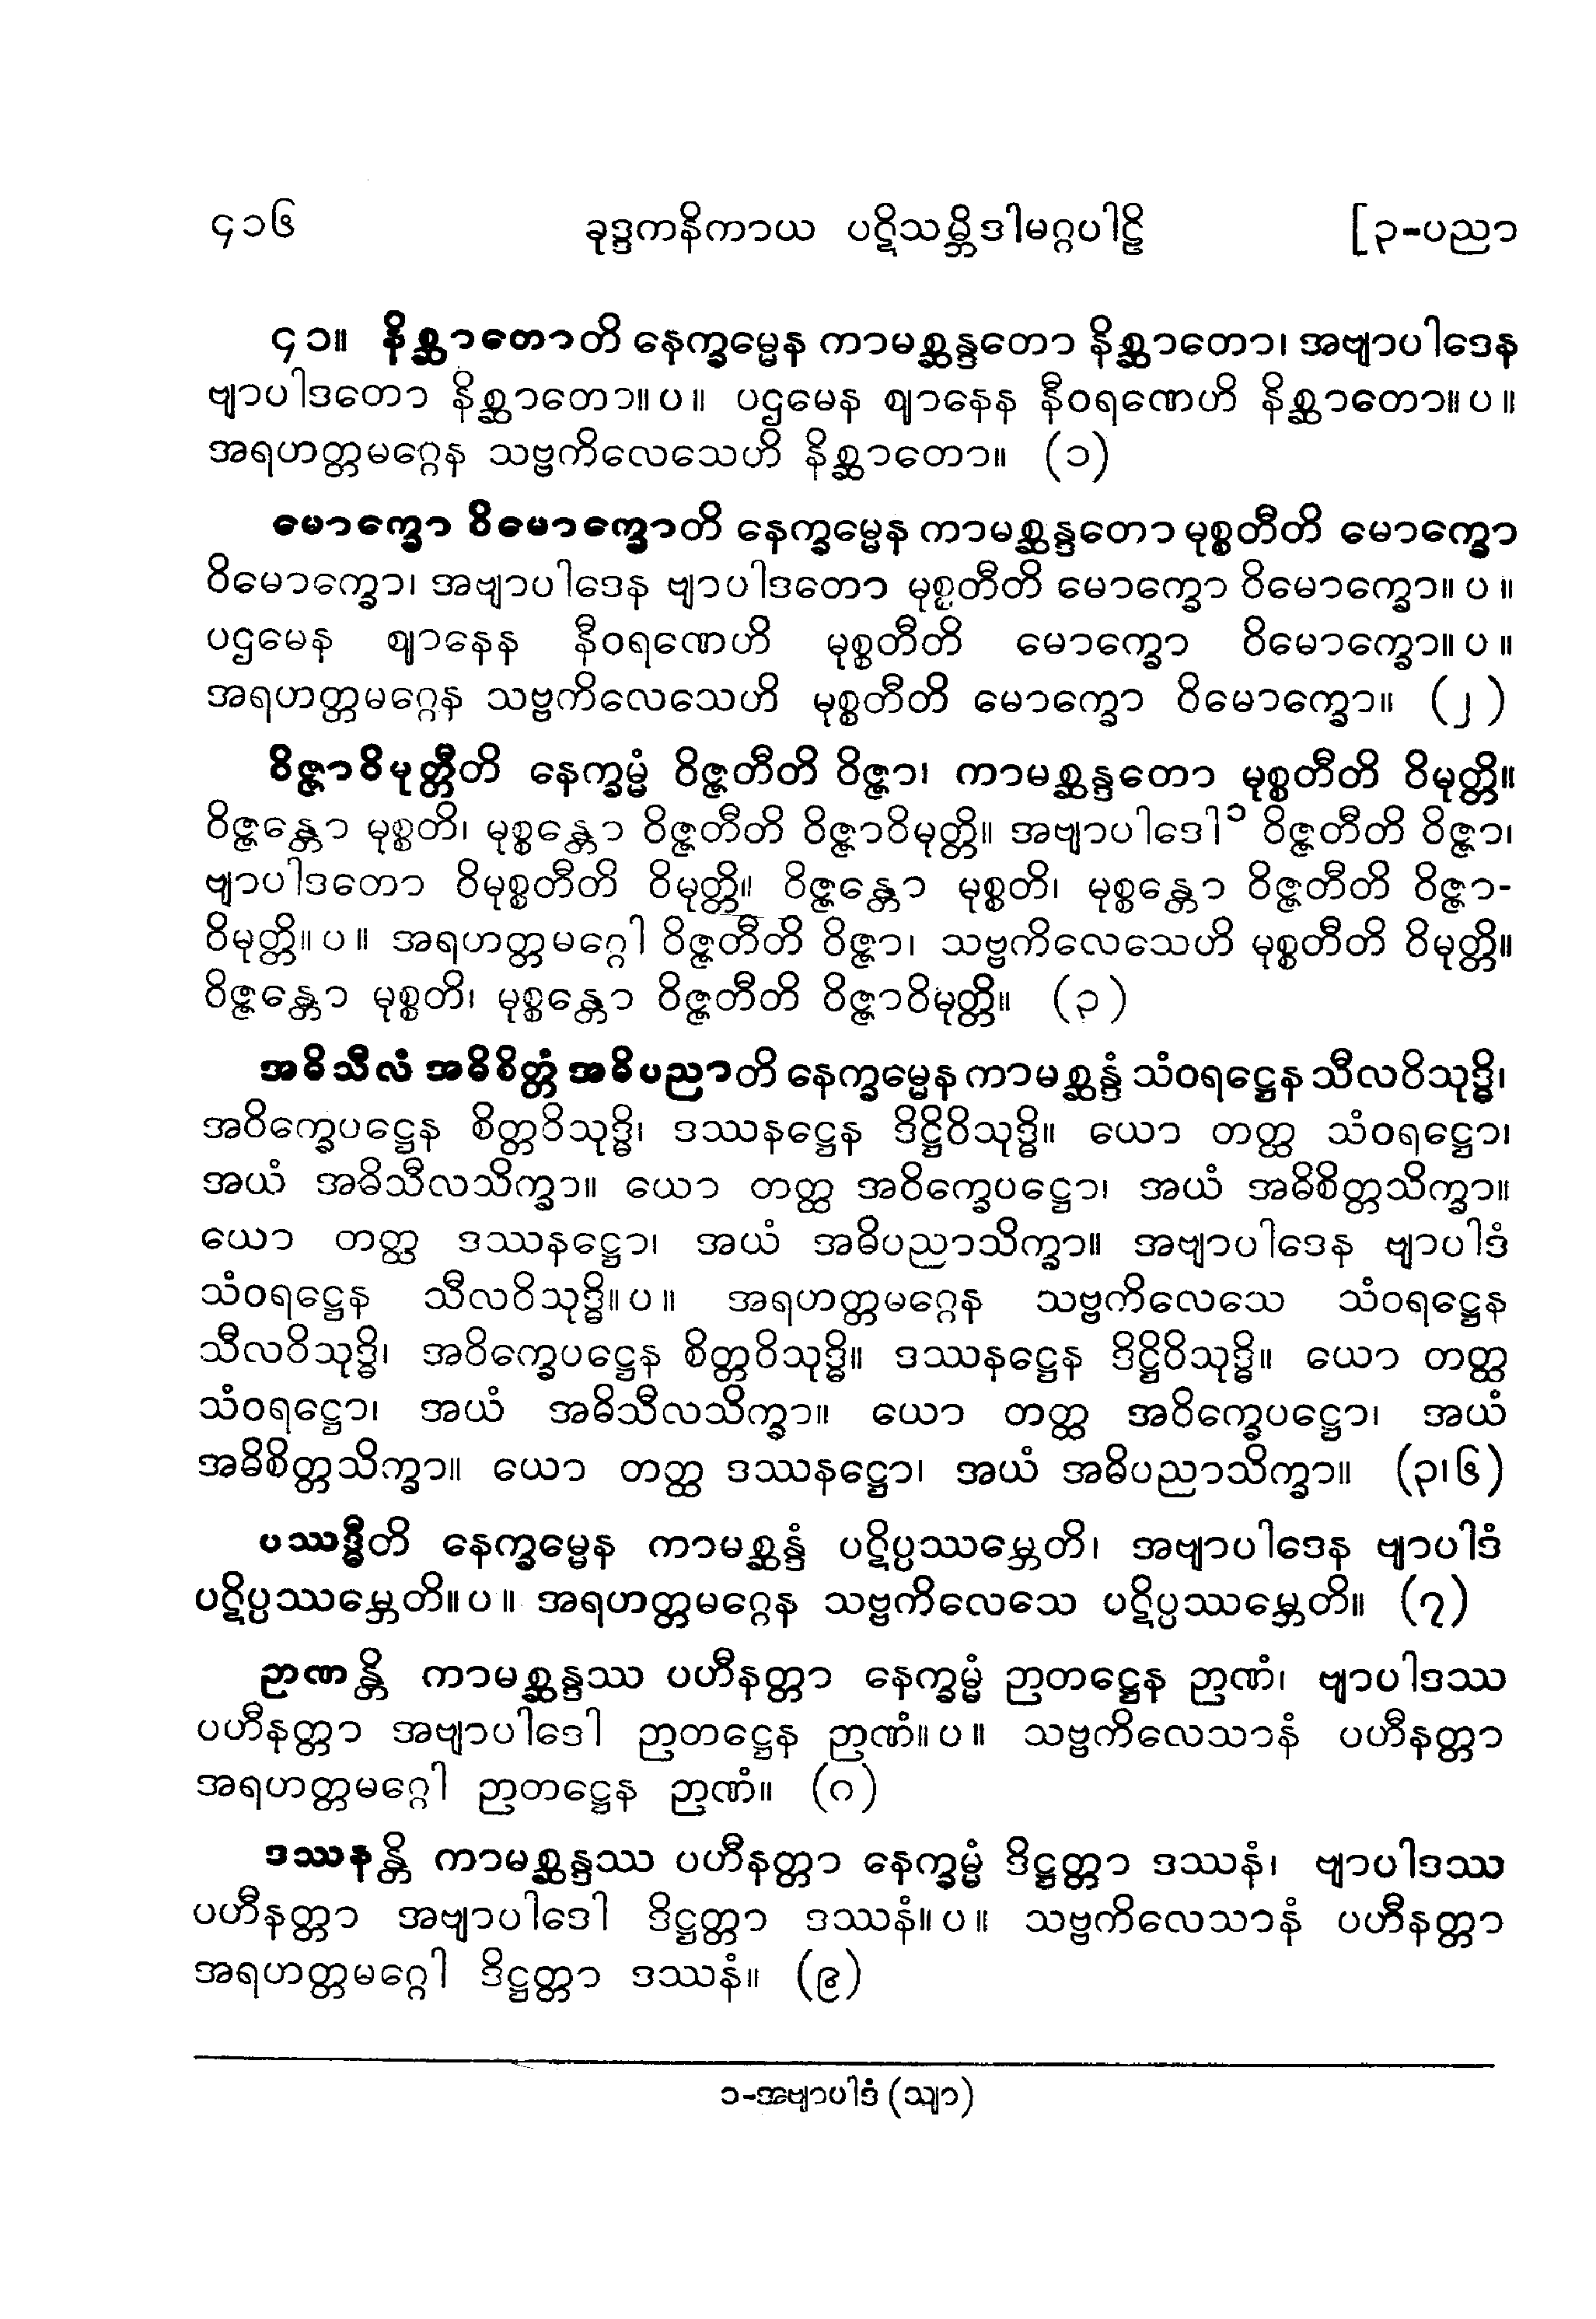 ၄၁၆ ခုဒ္ဒကနိကာယ ပဋိသမ္ဘိဒါမဂ္ဂပါဠိ [၃-ပညာ
၄၁။ နိစ္ဆာတောတိ နေက္ခမ္မေန ကာမစ္ဆန္ဒတော နိစ္ဆာတော၊ အဗျာပါဒေန
ဗျာပါဒတော နိစ္ဆာတော။ပ။ ပဌမေန ဈာနေန နီဝရဏေဟိ နိစ္ဆာတော။ပ။
အရဟတ္တမဂ္ဂေန သဗ္ဗကိလေသေဟိ နိစ္ဆာတော။ (၁)
မောက္ခော ဝိမောက္ခောတိ နေက္ခမ္မေန ကာမစ္ဆန္ဒတော မုစ္စတီတိ မောက္ခော
ဝိမောက္ခော၊ အဗျာပါဒေန ဗျာပါဒတော မုစ္စတီတိ မောက္ခော ဝိမောက္ခော။ပ။
ပဌမေန ဈာနေန နီဝရဏေဟိ မုစ္စတီတိ မောက္ခော ဝိမောက္ခော။ပ။
အရဟတ္တမဂ္ဂေန သဗ္ဗကိလေသေဟိ မုစ္စတီတိ မောက္ခော ဝိမောက္ခော။ (၂)
ဝိဇ္ဇာဝိမုတ္တီတိ နေက္ခမ္မံ ဝိဇ္ဇတီတိ ဝိဇ္ဇာ၊ ကာမစ္ဆန္ဒတော မုစ္စတီတိ ဝိမုတ္တိ။
ဝိဇ္ဇန္တော မုစ္စတိ၊ မုစ္စန္တော ဝိဇ္ဇတီတိ ဝိဇ္ဇာဝိမုတ္တိ။ အဗျာပါဒေါ၁ ဝိဇ္ဇတီတိ ဝိဇ္ဇာ၊
ဗျာပါဒတော ဝိမုစ္စတီတိ ဝိမုတ္တိ။ ဝိဇ္ဇန္တော မုစ္စတိ၊ မုစ္စန္တော ဝိဇ္ဇတီတိ ဝိဇ္ဇာ-
ဝိမုတ္တိ။ပ။ အရဟတ္တမဂ္ဂေါ ဝိဇ္ဇတီတိ ဝိဇ္ဇာ၊ သဗ္ဗကိလေသေဟိ မုစ္စတီတိ ဝိမုတ္တိ။
ဝိဇ္ဇန္တော မုစ္စတိ၊ မုစ္စန္တော ဝိဇ္ဇတီတိ ဝိဇ္ဇာဝိမုတ္တိ။ (၃)
အဓိသီလံ အဓိစိတ္တံ အဓိပညာတိ နေက္ခမ္မေန ကာမစ္ဆန္ဒံ သံဝရဋ္ဌေန သီလဝိသုဒ္ဓိ၊
အဝိက္ခေပဋ္ဌေန စိတ္တဝိသုဒ္ဓိ၊ ဒဿနဋ္ဌေန ဒိဋ္ဌိဝိသုဒ္ဓိ။ ယော တတ္ထ သံဝရဋ္ဌော၊
အယံ အဓိသီလသိက္ခာ။ ယော တတ္ထ အဝိက္ခေပဋ္ဌော၊ အယံ အဓိစိတ္တသိက္ခာ။
ယော တတ္ထ ဒဿနဋ္ဌော၊ အယံ အဓိပညာသိက္ခာ။ အဗျာပါဒေန ဗျာပါဒံ
သံဝရဋ္ဌေန သီလဝိသုဒ္ဓိ။ပ။ အရဟတ္တမဂ္ဂေန သဗ္ဗကိလေသေ သံဝရဋ္ဌေန
သီလဝိသုဒ္ဓိ၊ အဝိက္ခေပဋ္ဌေန စိတ္တဝိသုဒ္ဓိ။ ဒဿနဋ္ဌေန ဒိဋ္ဌိဝိသုဒ္ဓိ။ ယော တတ္ထ
သံဝရဋ္ဌော၊ အယံ အဓိသီလသိက္ခာ။ ယော တတ္ထ အဝိက္ခေပဋ္ဌော၊ အယံ
အဓိစိတ္တသိက္ခာ။ ယော တတ္ထ ဒဿနဋ္ဌော၊ အယံ အဓိပညာသိက္ခာ။ (၃၊၆)
ပဿဒ္ဓီတိ နေက္ခမ္မေန ကာမစ္ဆန္ဒံ ပဋိပ္ပဿမ္ဘေတိ၊ အဗျာပါဒေန ဗျာပါဒံ
ပဋိပ္ပဿမ္ဘေတိ။ပ။ အရဟတ္တမဂ္ဂေန သဗ္ဗကိလေသေ ပဋိပ္ပဿမ္ဘေတိ။ (၇)
ဉာဏန္တိ ကာမစ္ဆန္ဒဿ ပဟီနတ္တာ နေက္ခမ္မံ ဉာတဋ္ဌေန ဉာဏံ၊ ဗျာပါဒဿ
ပဟီနတ္တာ အဗျာပါဒေါ ဉာတဋ္ဌေန ဉာဏံ။ပ။ သဗ္ဗကိလေသာနံ ပဟီနတ္တာ
အရဟတ္တမဂ္ဂေါ ဉာတဋ္ဌေန ဉာဏံ။ (ဂ)
ဒဿနန္တိ ကာမစ္ဆန္ဒဿ ပဟီနတ္တာ နေက္ခမ္မံ ဒိဋ္ဌတ္တာ ဒဿနံ၊ ဗျာပါဒဿ
ပဟီနတ္တာ အဗျာပါဒေါ ဒိဋ္ဌတ္တာ ဒဿနံ။ပ။ သဗ္ဗကိလေသာနံ ပဟီနတ္တာ
အရဟတ္တမဂ္ဂေါ ဒိဋ္ဌတ္တာ ဒဿနံ။ (၉)
၁-အဗျာပါဒံ (သျာ)